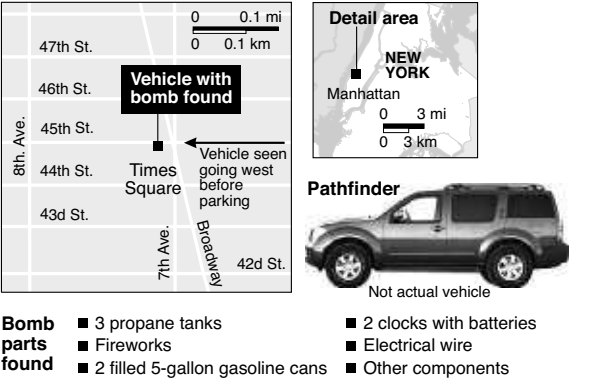 0 0.1 mi
0 0.1 km
47th St.
46th St.
Vehicle with
bomb found
45th St.
8th. Ave.
44th St.
Times
Square
Vehicle seen
going west
before
parking
43d St.
7th Ave.
Broadway
42d St.
Detail area
NEW
YORK
Manhattan
0 3 mi
0 3 km
Pathfinder
Not actual vehicle
Bomb
parts
found
3 propane tanks
Fireworks
2 filled 5-gallon gasoline cans
2 clocks with batteries
Electrical wire
Other components